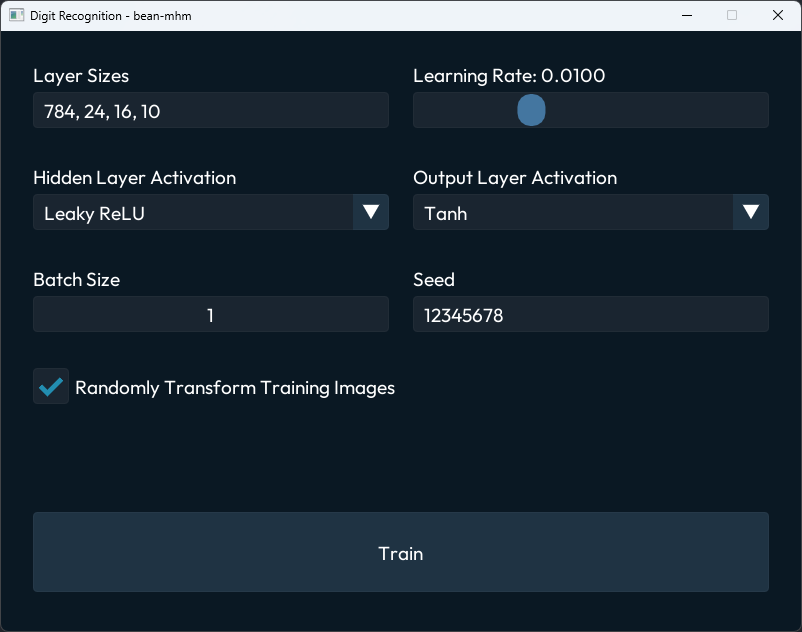 Digit Recognition - bean-mhm
Layer Sizes
784, 24, 16, 10
Learning Rate: 0.0100
Hidden Layer Activation
Leaky ReLU
Output Layer Activation
Tanh
Batch Size
1
Seed
12345678
Randomly Transform Training Images
Train